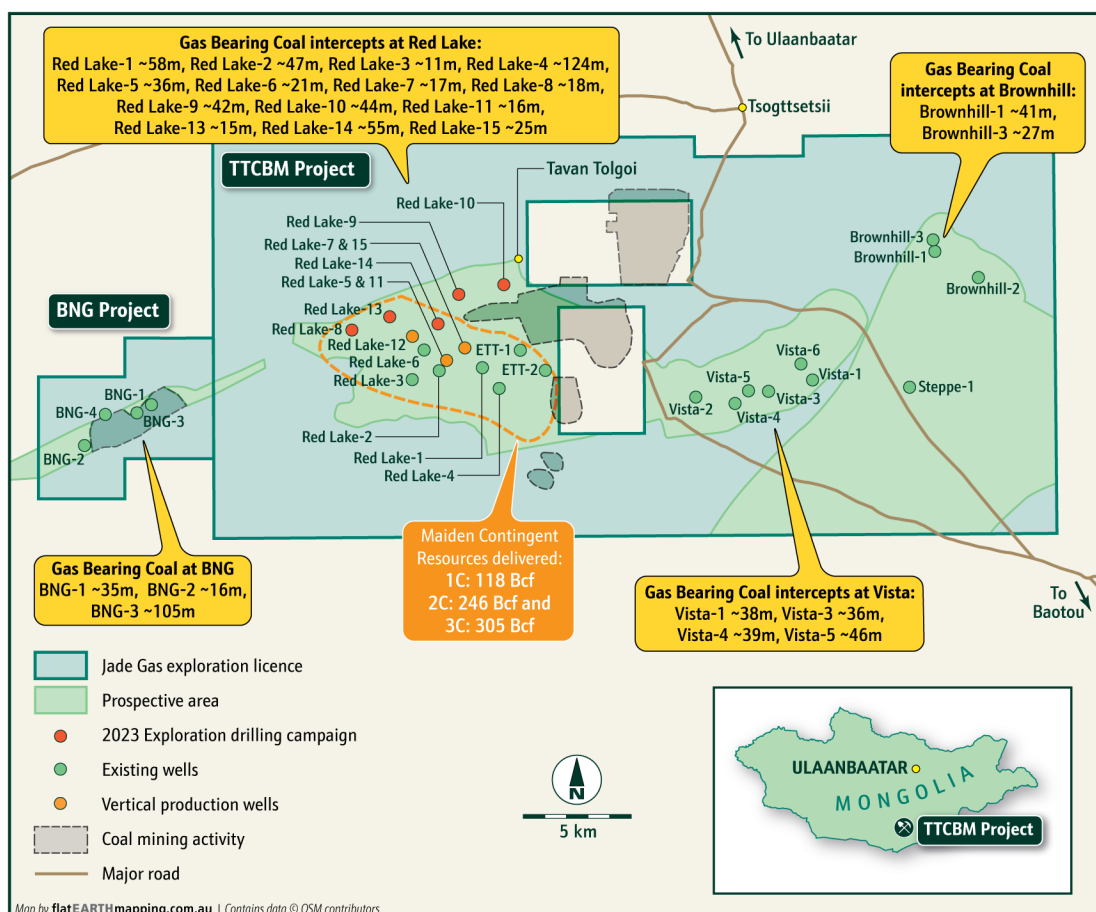 Gas Bearing Coal intercepts at Red Lake:
Red Lake-1 ~58m, Red Lake-2 ~47m, Red Lake-3 ~11m, Red Lake-4 ~124m,
Red Lake-5 ~36m, Red Lake-6 ~21m, Red Lake-7 ~17m, Red Lake-8 ~18m,
Red Lake-9 ~42m, Red Lake-10 ~44m, Red Lake-11 ~16m,
Red Lake-13 ~15m, Red Lake-14 ~55m, Red Lake-15 ~25m
To Ulaanbaatar
Tsogttsetsii
Gas Bearing Coal
intercepts at Brownhill:
Brownhill-1 ~41m,
Brownhill-3 ~27m
TTCBM Project
Tavan Tolgoi
Red Lake-10
Red Lake-9
Red Lake-7 & 15
Red Lake-14
Red Lake-5 & 11
Red Lake-13
Red Lake-8
Red Lake-12
Red Lake-6
Red Lake-3
ETT-1
ETT-2
Red Lake-2
Red Lake-1
Red Lake-4
Brownhill-3
Brownhill-1
Brownhill-2
Vista-6
Vista-1
Vista-5
Vista-3
Vista-2
Vista-4
Steppe-1
BNG Project
BNG-1
BNG-4
BNG-3
BNG-2
Gas Bearing Coal at BNG
BNG-1 ~35m, BNG-2 ~16m,
BNG-3 ~105m
Maiden Contingent
Resources delivered:
1C: 118 Bcf
2C: 246 Bcf and
3C: 305 Bcf
Gas Bearing Coal intercepts at Vista:
Vista-1 ~38m, Vista-3 ~36m,
Vista-4 ~39m, Vista-5 ~46m
To
Baotou
Jade Gas exploration licence
Prospective area
2023 Exploration drilling campaign
Existing wells
Vertical production wells
Coal mining activity
Major road
N
5 km
ULAANBAATAR
MONGOLIA
TTCBM Project
Map by flatEARTHmapping.com.au | Contains data © OSM contributors